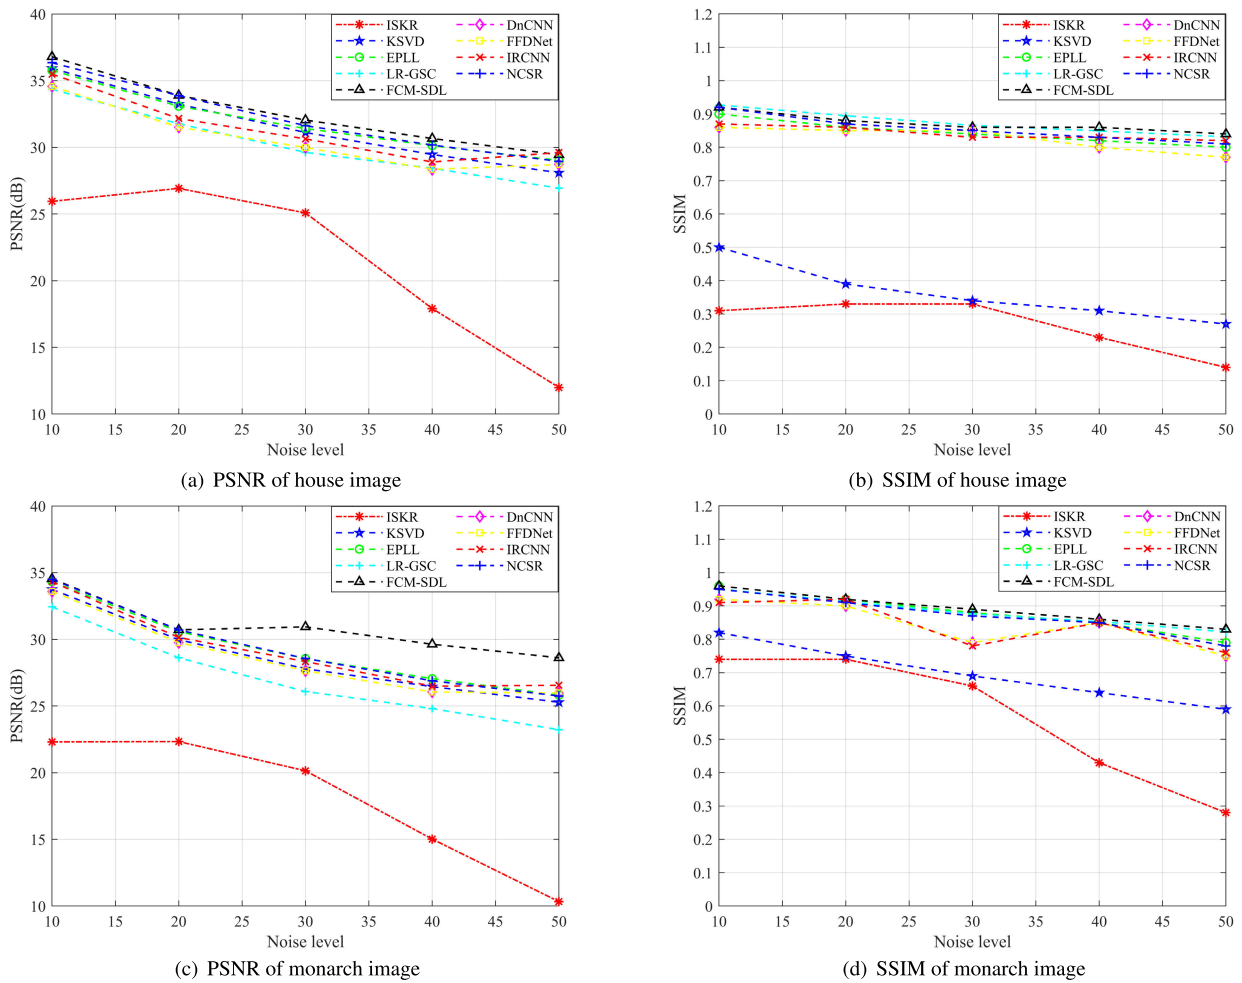 40
35
30
25
20
15
10
PSNR(dB)
10 15 20 25 30 35 40 45 50
Noise level
ISKR DnCNN
KSVD FFDNet
EPLL IRCNN
LR-GSC NCSR
FCM-SDL
(a) PSNR of house image
1.2
1.1
1
0.9
0.8
0.7
0.6
0.5
0.4
0.3
0.2
0.1
0
SSIM
10 15 20 25 30 35 40 45 50
Noise level
ISKR DnCNN
KSVD FFDNet
EPLL IRCNN
LR-GSC NCSR
FCM-SDL
(b) SSIM of house image
40
35
30
25
20
15
10
PSNR(dB)
10 15 20 25 30 35 40 45 50
Noise level
ISKR DnCNN
KSVD FFDNet
EPLL IRCNN
LR-GSC NCSR
FCM-SDL
(c) PSNR of monarch image
1.2
1.1
1
0.9
0.8
0.7
0.6
0.5
0.4
0.3
0.2
0.1
0
SSIM
10 15 20 25 30 35 40 45 50
Noise level
ISKR DnCNN
KSVD FFDNet
EPLL IRCNN
LR-GSC NCSR
FCM-SDL
(d) SSIM of monarch image